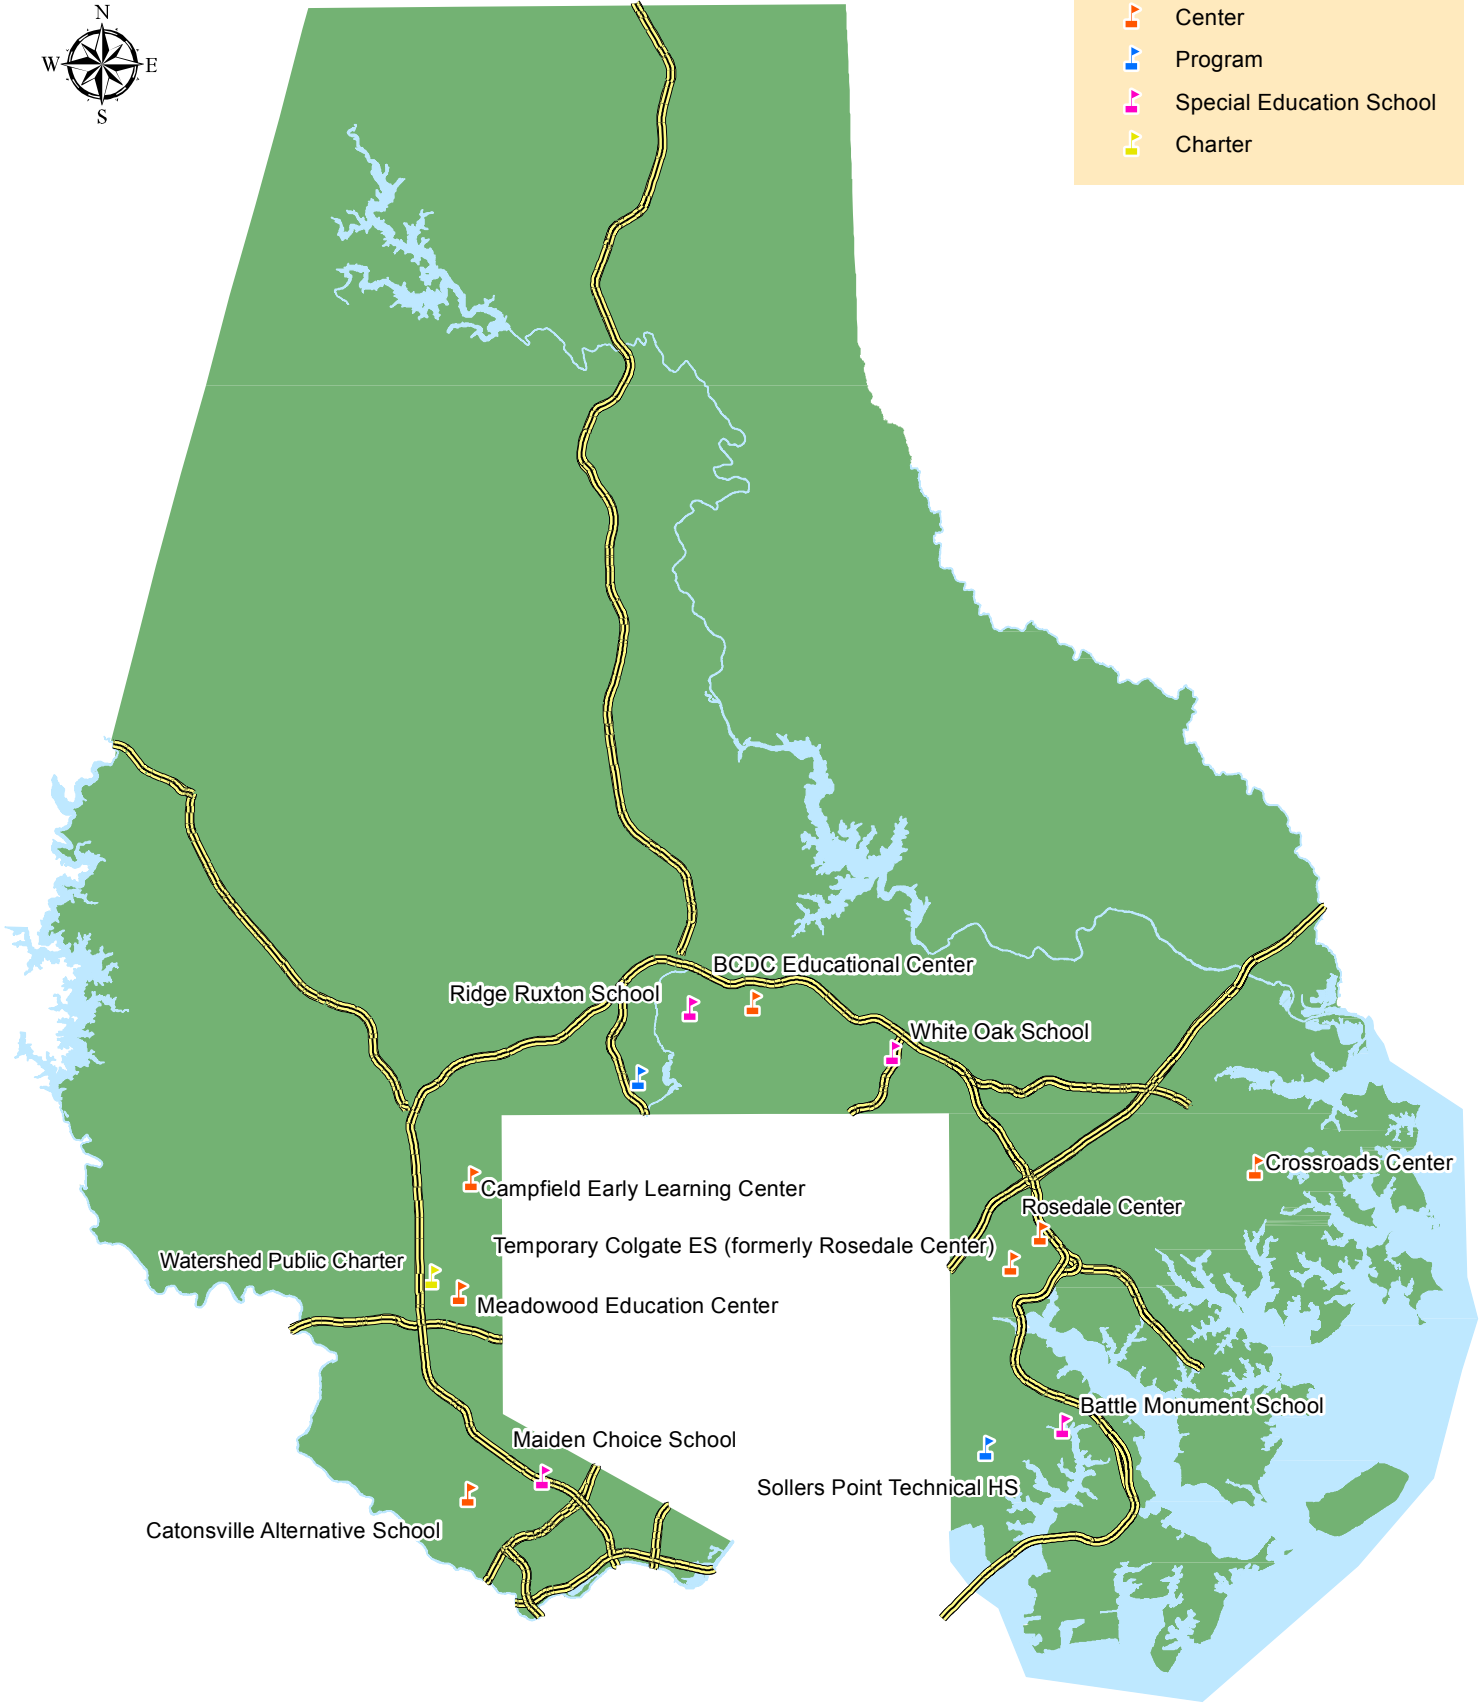 N
W
E
S
Center
Program
Special Education School
Charter
BCDC Educational Center
Ridge Ruxton School
White Oak School
Crossroads Center
Campfield Early Learning Center
Rosedale Center
Temporary Colgate ES (formerly Rosedale Center)
Watershed Public Charter
Meadowood Education Center
Battle Monument School
Maiden Choice School
Sollers Point Technical HS
Catonsville Alternative School